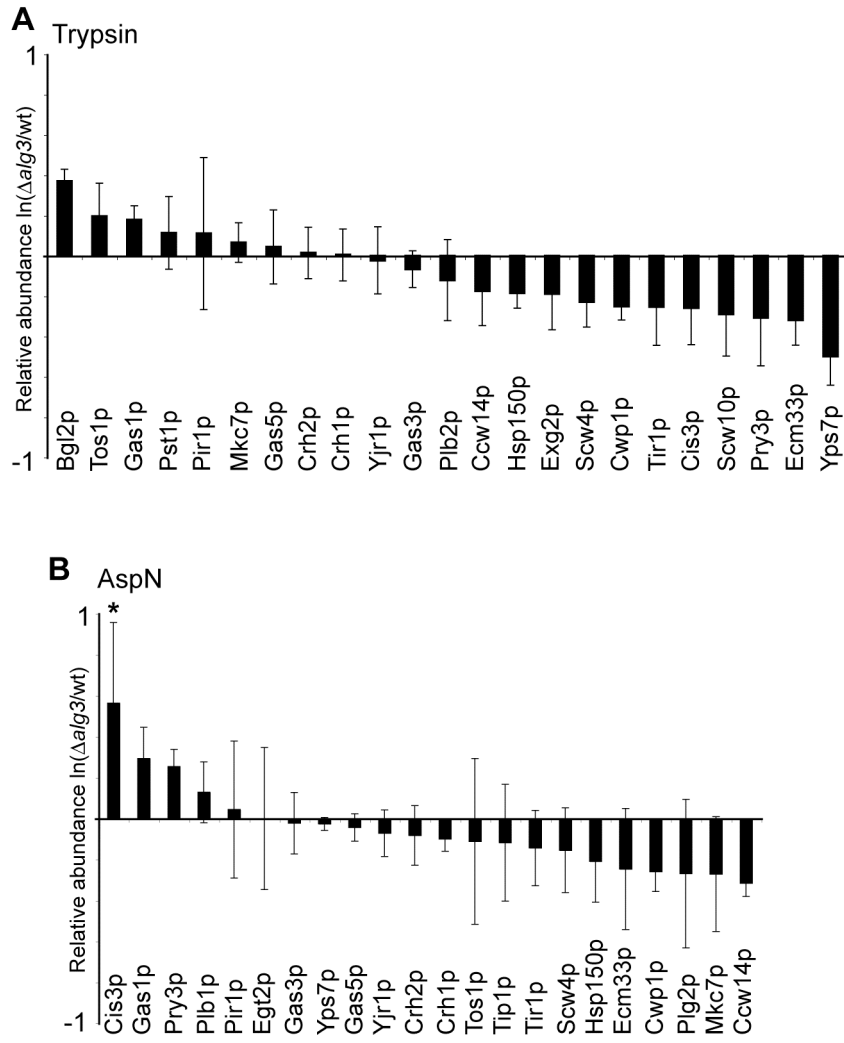 A
Trypsin
1
Relative abundance ln(Δalg3/wt)
-1
Bgl2p
Tos1p
Gas1p
Pst1p
Pir1p
Mkc7p
Gas5p
Crh2p
Crh1p
Yjr1p
Gas3p
Plb2p
Ccw14p
Hsp150p
Exg2p
Scw4p
Cwp1p
Tir1p
Cis3p
Scw10p
Pry3p
Ecm33p
Yps7p
B
AspN
1
*
Relative abundance ln(Δalg3/wt)
-1
Cis3p
Gas1p
Pry3p
Plb1p
Pir1p
Egt2p
Gas3p
Yps7p
Gas5p
Yjr1p
Crh2p
Crh1p
Tos1p
Tip1p
Tir1p
Scw4p
Hsp150p
Ecm33p
Cwp1p
Plg2p
Mkc7p
Ccw14p